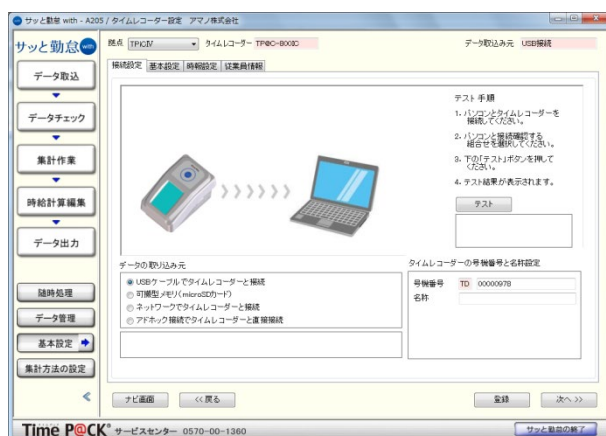 サッと勤怠 with - A205 / タイムレコーダー設定 アマノ株式会社
サッと勤怠 with
拠点 TPiCIV タイムレコーダー TP@C-800iC データ取込み元 USB接続
接続設定 基本設定 時報設定 従業員情報
データ取込
データチェック
集計作業
時給計算編集
データ出力
随時処理
データ管理
基本設定
集計方法の設定
テスト手順
1. パソコンとタイムレコーダーを
接続してください。
2. パソコンと接続確認する
組合せを選択してください。
3. 下の「テスト」ボタンを押して
ください。
4. テスト結果が表示されます。
テスト
データの取り込み元
USBケーブルでタイムレコーダーと接続
可搬型メモリ(microSDカード)
ネットワークでタイムレコーダーと接続
アドホック接続でタイムレコーダーと直接接続
タイムレコーダーの号機番号と名称設定
号機番号 TD 0000097B
名称
ナビ画面 <<戻る 登録 次へ>>
Time P@CK サービスセンター 0570-00-1360 サッと勤怠の終了